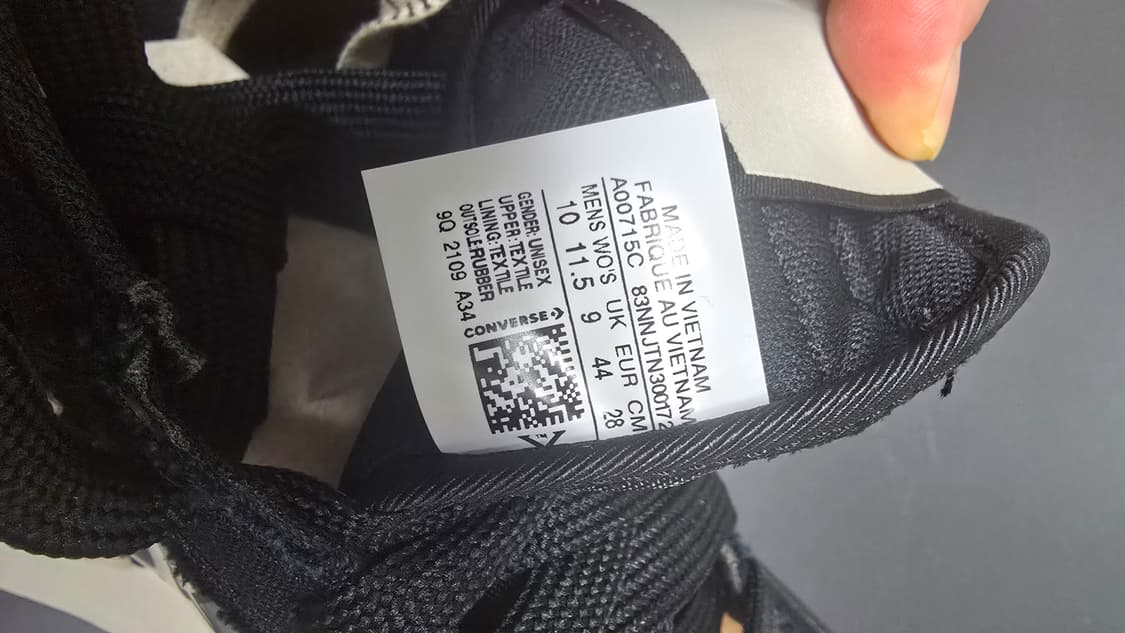 MADE IN VIETNAM
FABRIQUE AU VIETNAM
A00715C 83NNJTN300172
MENS WO'S UK EUR CM
10 11.5 9 44 28
GENDER: UNISEX
UPPER: TEXTILE
LINING: TEXTILE
OUTSOLE:RUBBER
9Q 2109 A34
CONVERSE